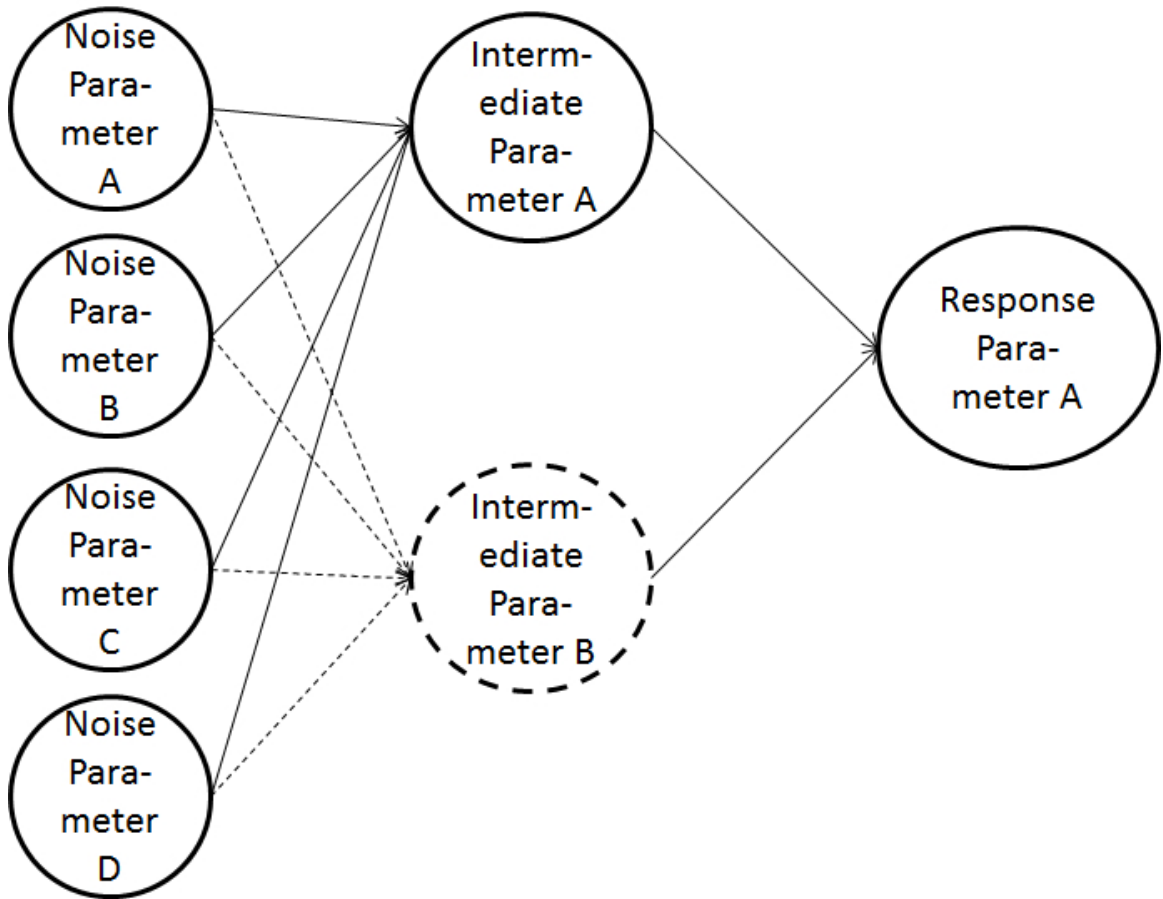 Noise
Para-
meter
A
Interm-
ediate
Para-
meter A
Noise
Para-
meter
B
Response
Para-
meter A
Noise
Para-
meter
C
Interm-
ediate
Para-
meter B
Noise
Para-
meter
D